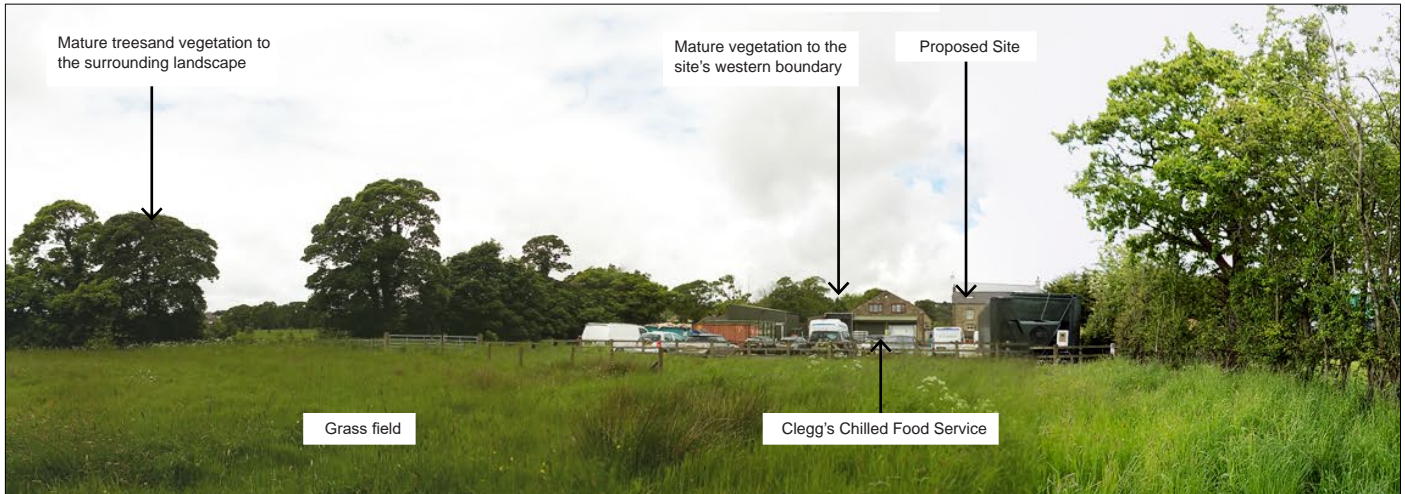 Mature treesand vegetation to
the surrounding landscape
Mature vegetation to the
site's western boundary
Proposed Site
Grass field
Clegg's Chilled Food Service